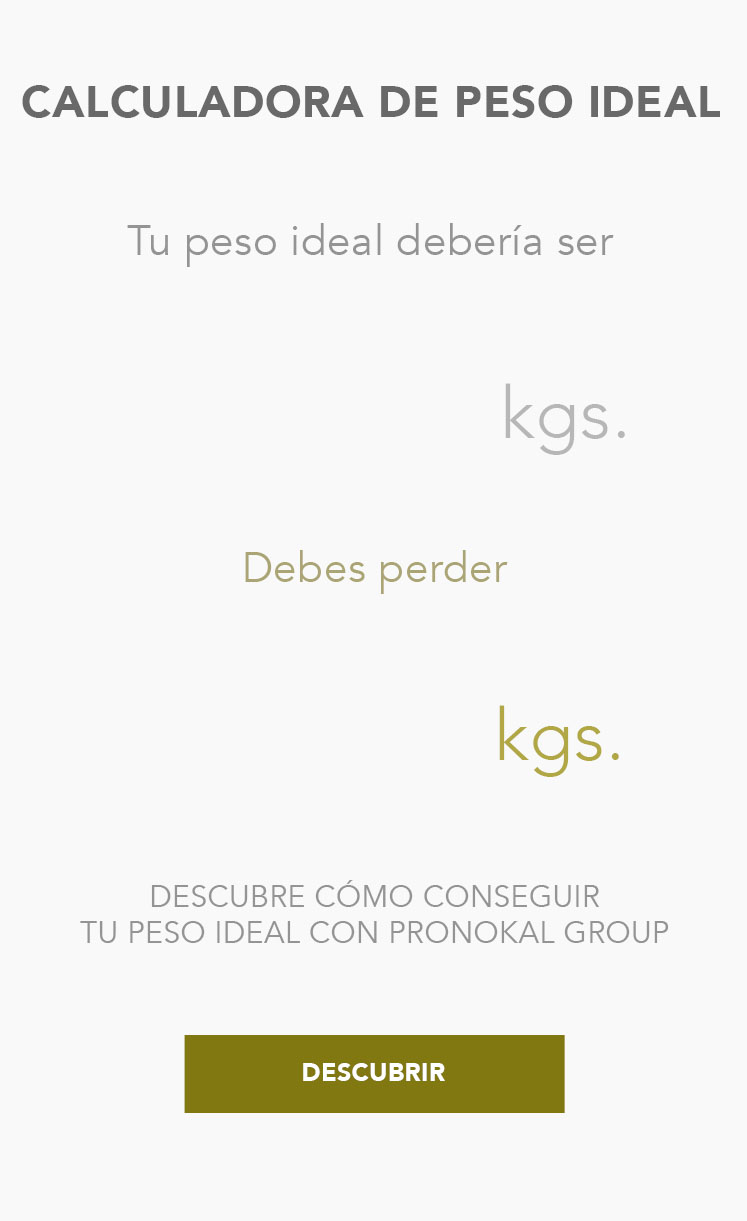 CALCULADORA DE PESO IDEAL
Tu peso ideal debería ser
kgs.
Debes perder
kgs.
DESCUBRE CÓMO CONSEGUIR
TU PESO IDEAL CON PRONOKAL GROUP
DESCUBRIR